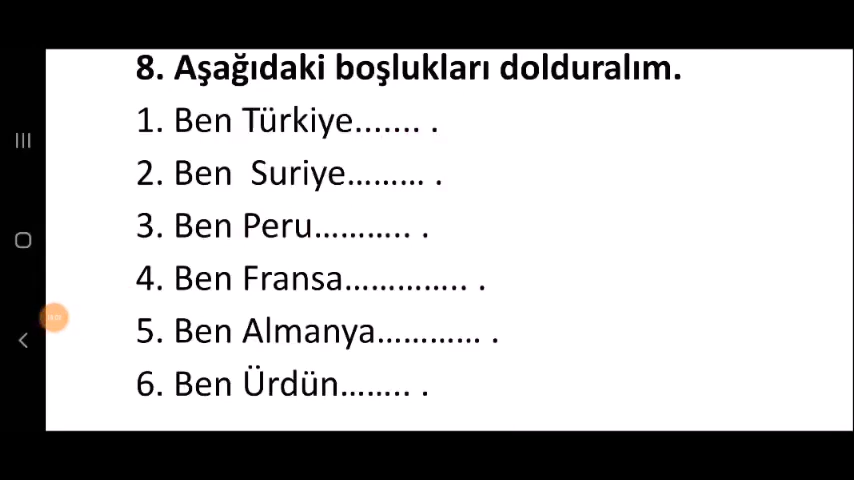 8. Aşağıdaki boşlukları dolduralım.
1. Ben Türkiye....... .
2. Ben Suriye......... .
3. Ben Peru........... .
4. Ben Fransa.............. .
5. Ben Almanya............ .
6. Ben Ürdün........ .